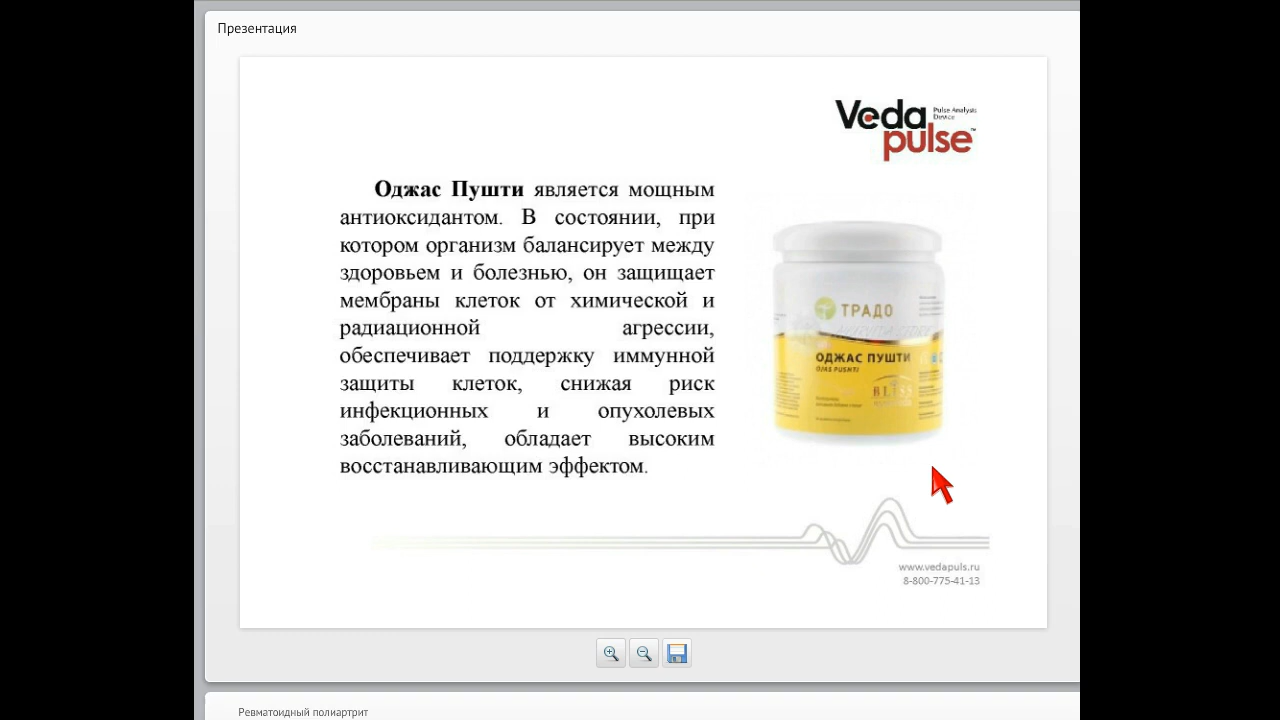 Презентация
Veda
Pulse Analysis
Device
pulse
™
Оджас Пушти является мощным
антиоксидантом. В состоянии, при
котором организм балансирует между
здоровьем и болезнью, он защищает
мембраны клеток от химической и
радиационной агрессии,
обеспечивает поддержку иммунной
защиты клеток, снижая риск
инфекционных и опухолевых
заболеваний, обладает высоким
восстанавливающим эффектом.
ТРАДО
ОДЖАС ПУШТИ
OJAS PUSHTI
BLISS
www.vedapuls.ru
8-800-775-41-13
Ревматоидный полиартрит